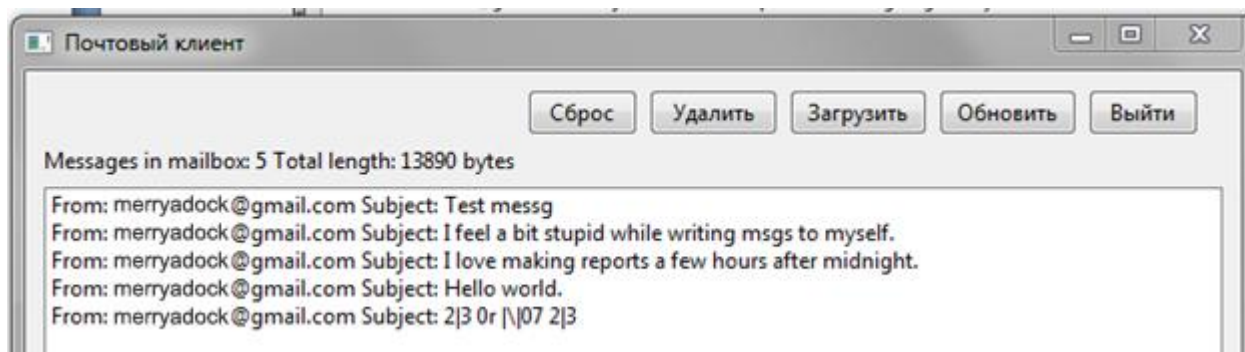 Почтовый клиент
Сброс Удалить Загрузить Обновить Выйти
Messages in mailbox: 5 Total length: 13890 bytes
From: merryadock@gmail.com Subject: Test messg
From: merryadock@gmail.com Subject: I feel a bit stupid while writing msgs to myself.
From: merryadock@gmail.com Subject: I love making reports a few hours after midnight.
From: merryadock@gmail.com Subject: Hello world.
From: merryadock@gmail.com Subject: 2|3 0r |\|07 2|3